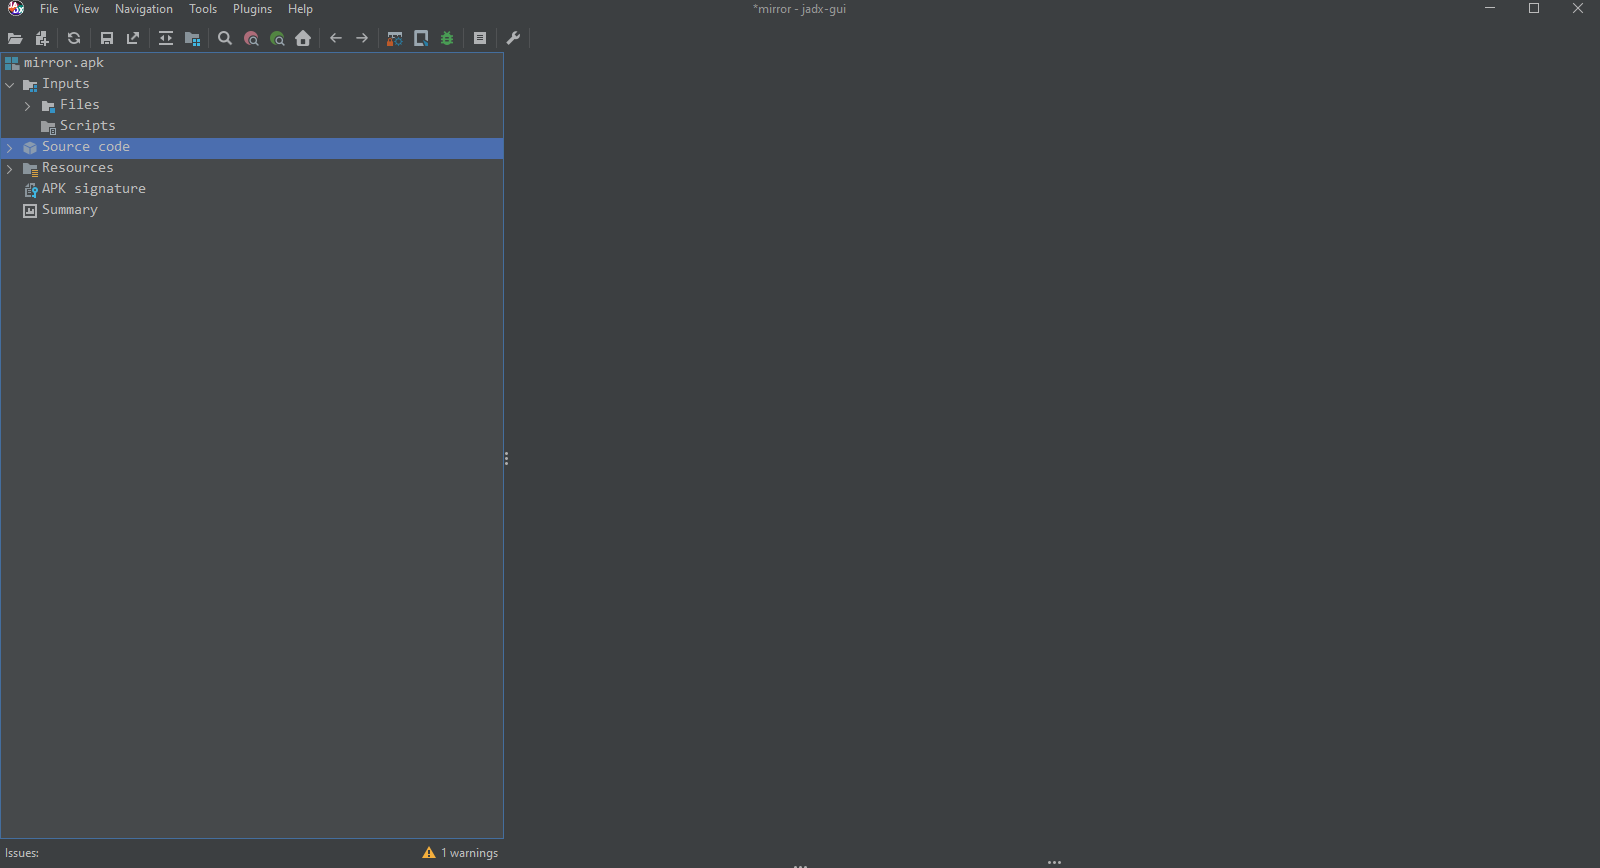 File View Navigation Tools Plugins Help
*mirror - jadx-gui
mirror.apk
Inputs
Files
Scripts
Source code
Resources
APK signature
Summary
Issues:
1 warnings